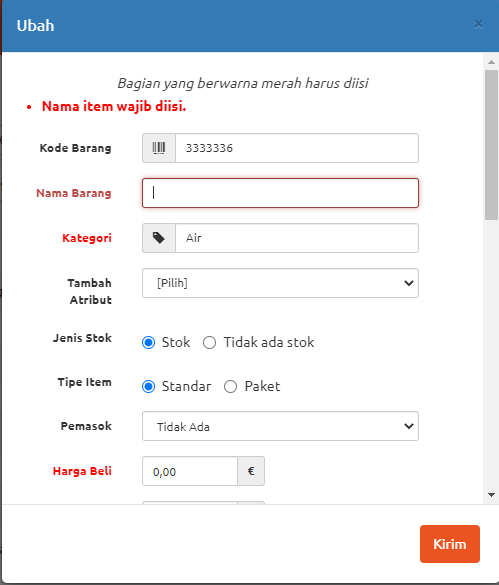 Ubah ×
Bagian yang berwarna merah harus diisi
• Nama item wajib diisi.
Kode Barang 3333336
Nama Barang
Kategori Air
Tambah Atribut [Pilih]
Jenis Stok Stok Tidak ada stok
Tipe Item Standar Paket
Pemasok Tidak Ada
Harga Beli 0,00 €
Kirim